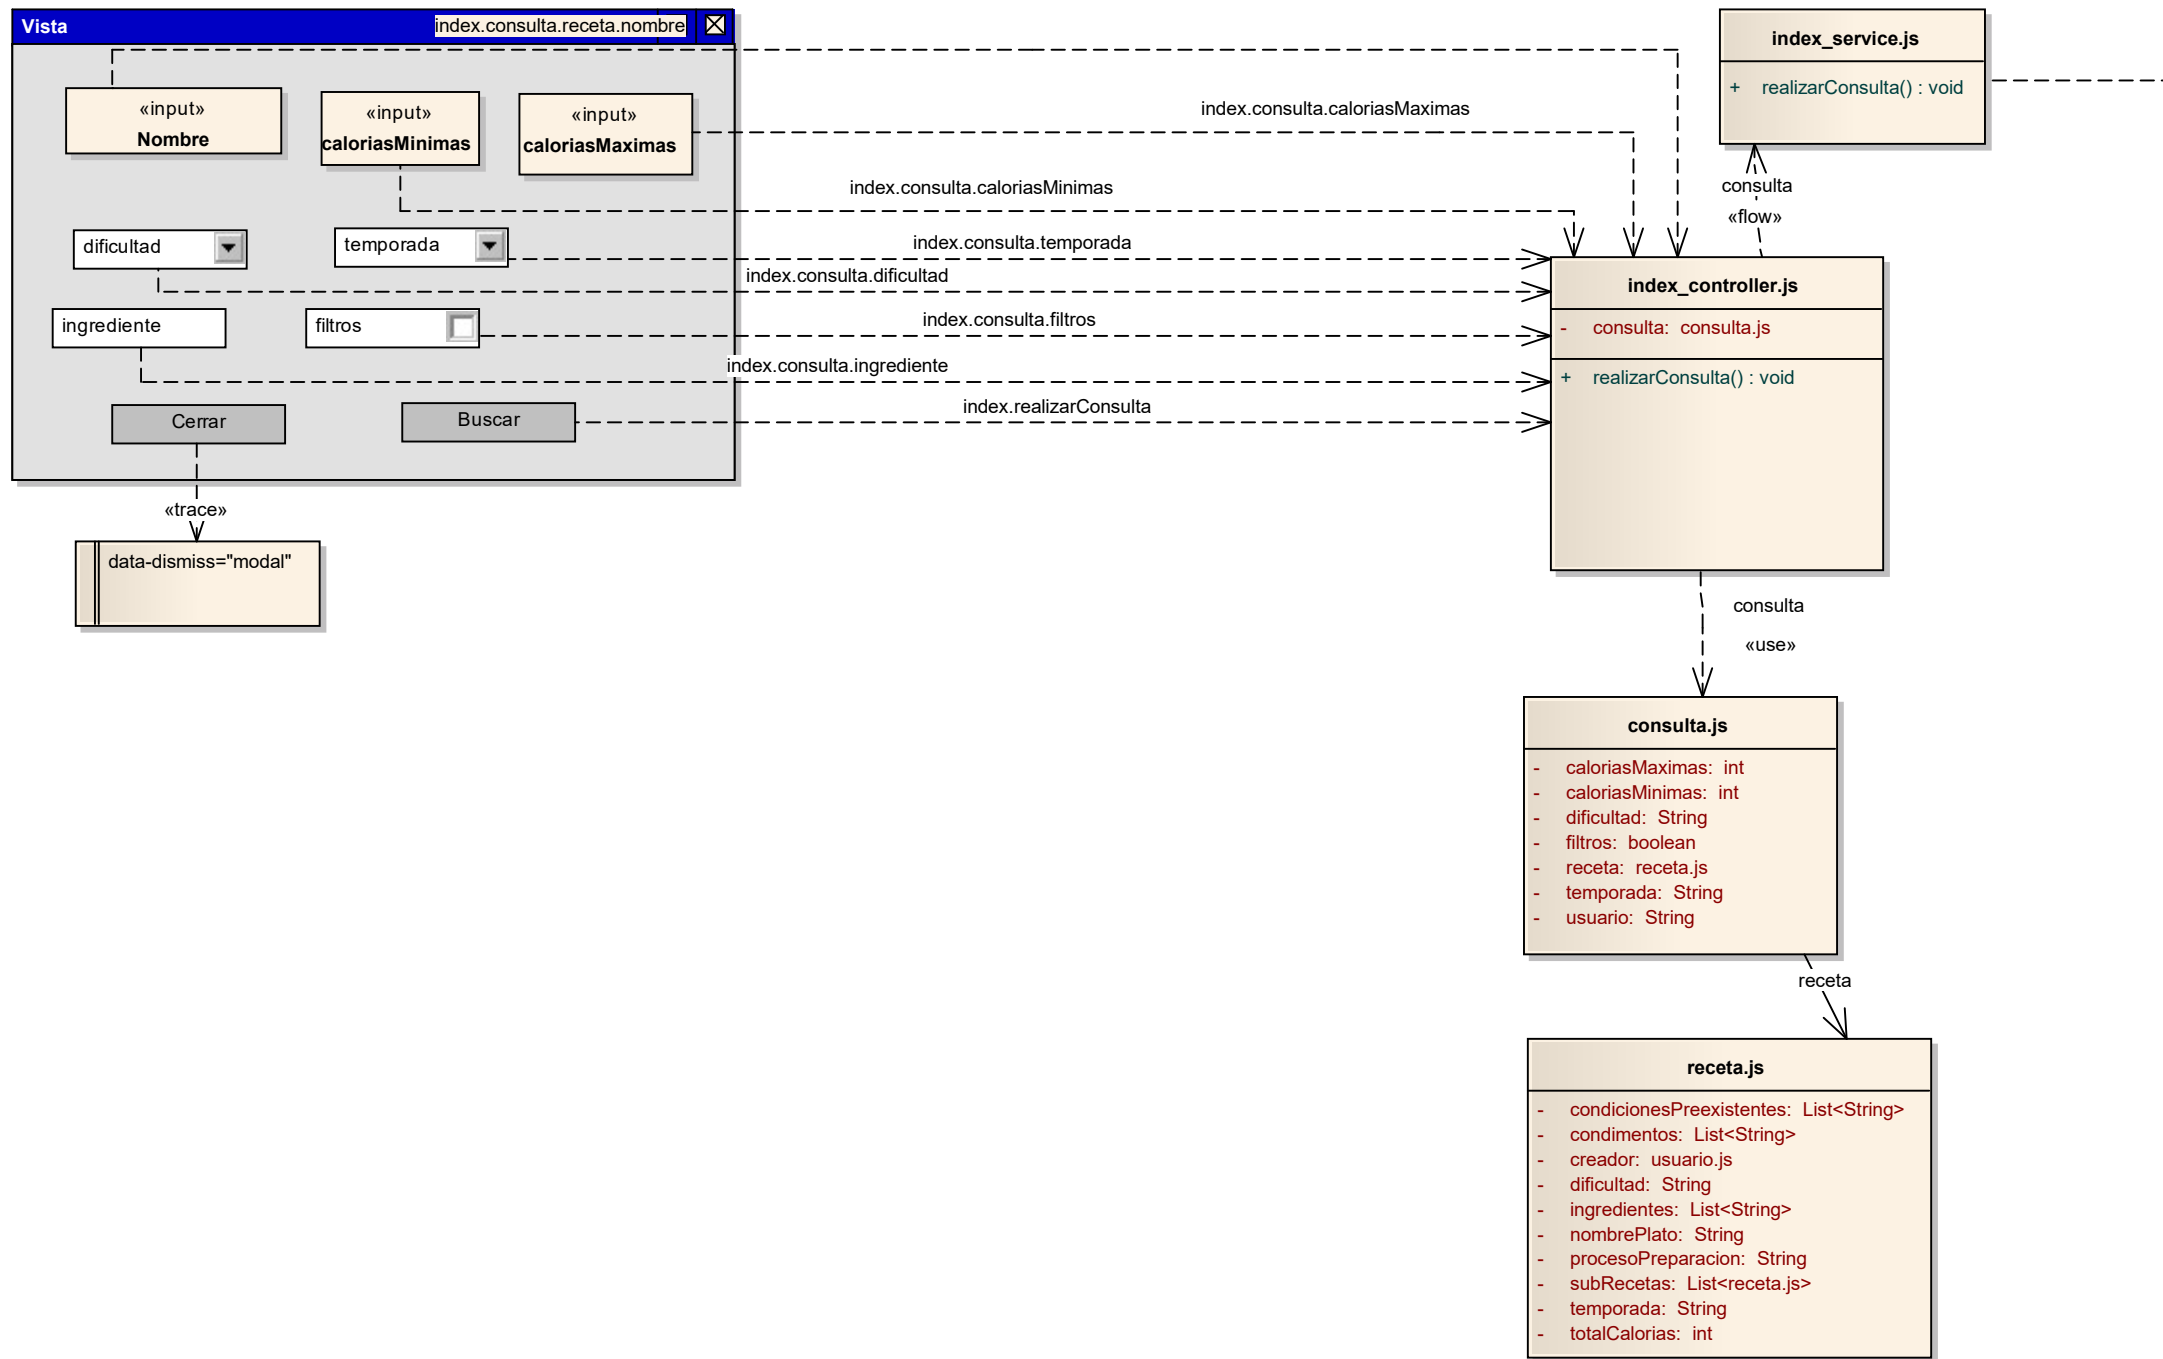 Vista
index.consulta.receta.nombre
«input»
Nombre
«input»
caloriasMinimas
«input»
caloriasMaximas
dificultad
temporada
ingrediente
filtros
Cerrar
Buscar
«trace»
data-dismiss="modal"
index.consulta.caloriasMaximas
index.consulta.caloriasMinimas
index.consulta.temporada
index.consulta.dificultad
index.consulta.filtros
index.consulta.ingrediente
index.realizarConsulta
index_service.js
+ realizarConsulta() : void
consulta
«flow»
index_controller.js
- consulta: consulta.js
+ realizarConsulta() : void
consulta
«use»
consulta.js
- caloriasMaximas: int
- caloriasMinimas: int
- dificultad: String
- filtros: boolean
- receta: receta.js
- temporada: String
- usuario: String
receta
receta.js
- condicionesPreexistentes: List<String>
- condimentos: List<String>
- creador: usuario.js
- dificultad: String
- ingredientes: List<String>
- nombrePlato: String
- procesoPreparacion: String
- subRecetas: List<receta.js>
- temporada: String
- totalCalorias: int